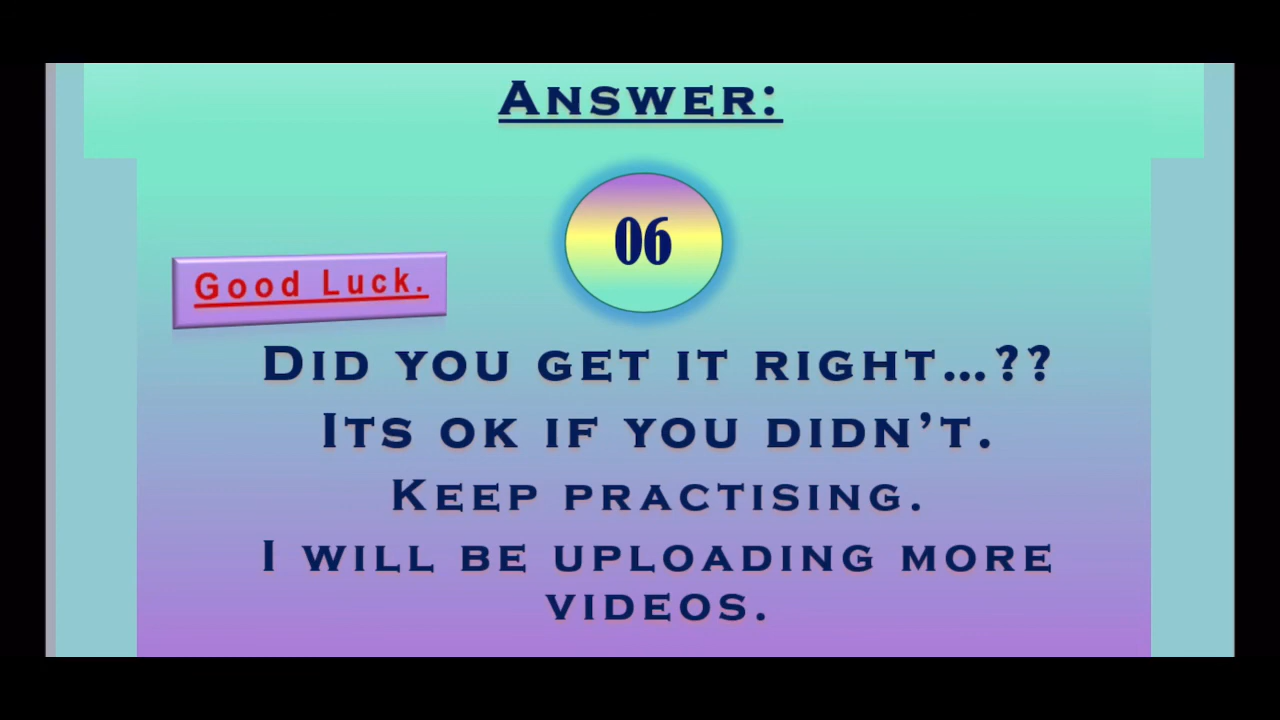 Answer:
06
Good Luck.
Did you get it right...??
Its ok if you didn’t.
Keep practising.
I will be uploading more
videos.